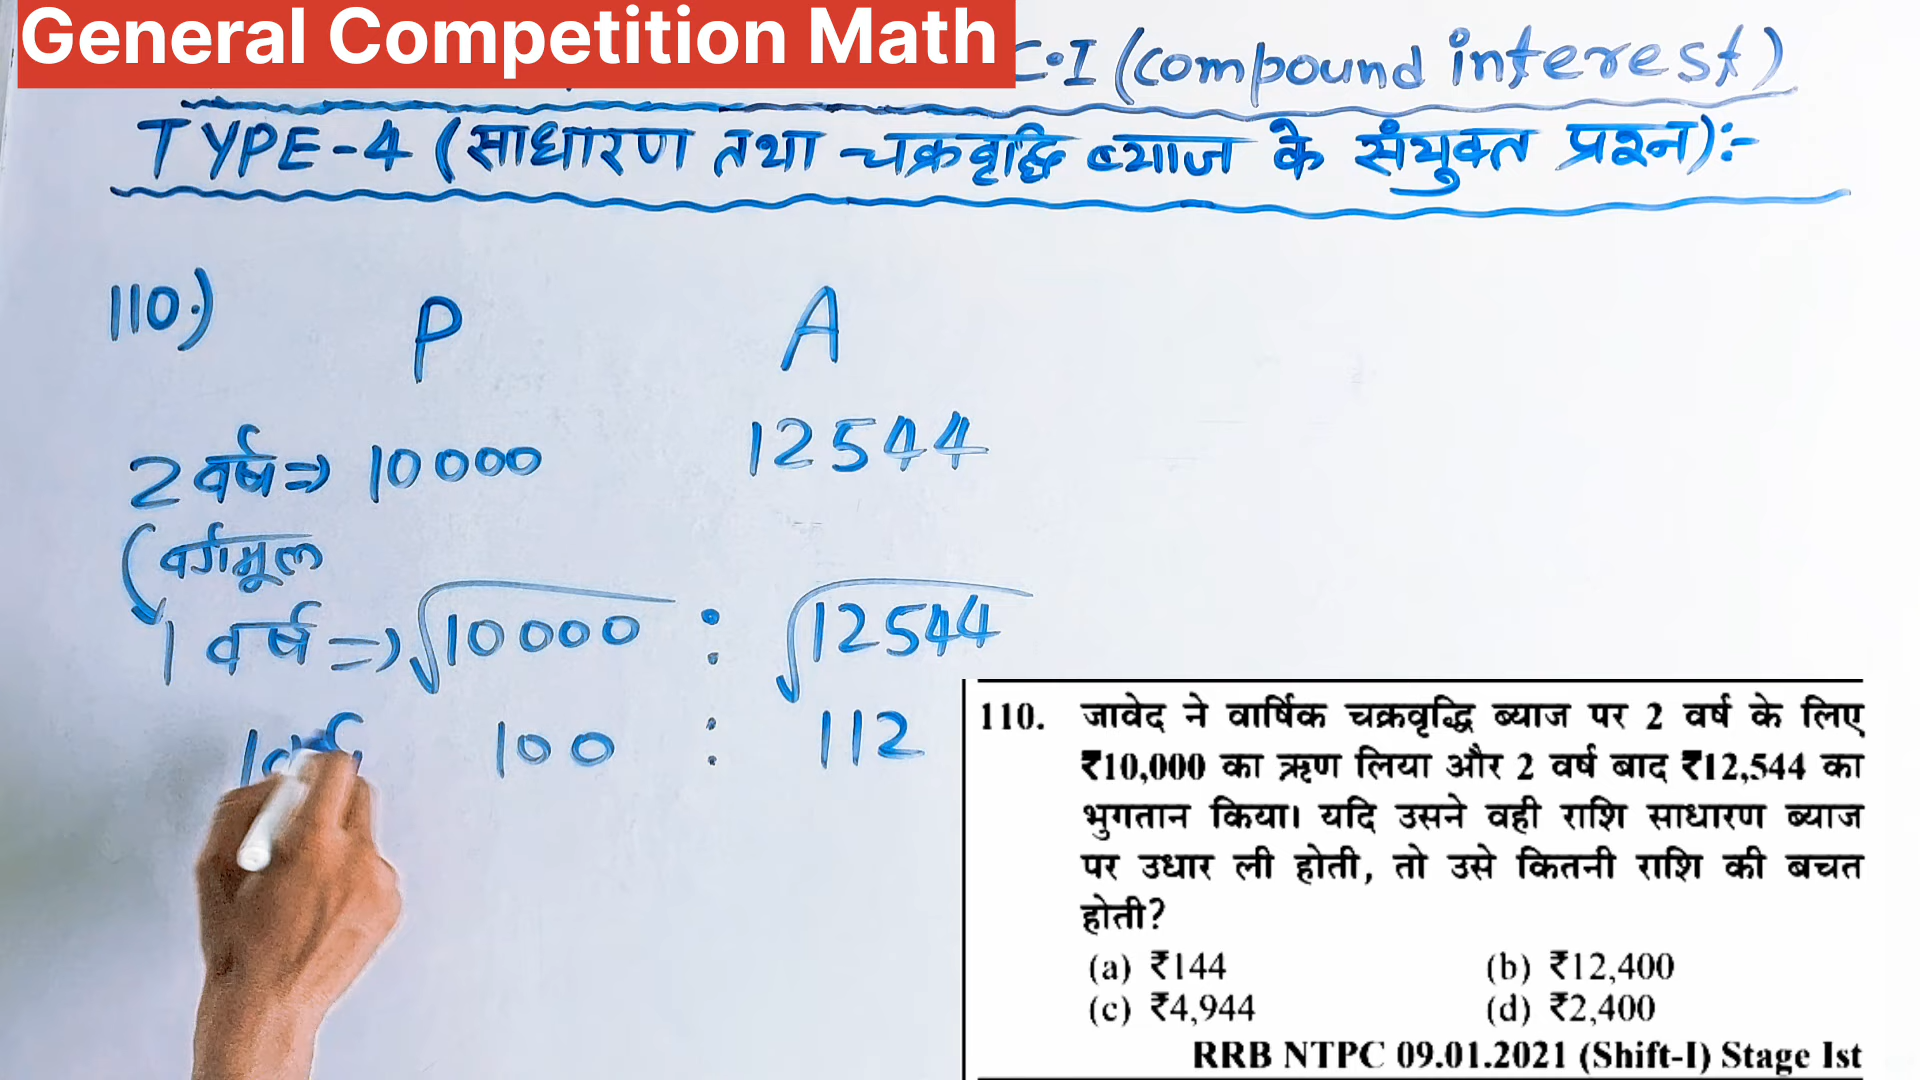 General Competition Math
C.I (compound interest)
TYPE-4 (साधारण तथा चक्रवृद्धि ब्याज के संयुक्त प्रश्न):-
110.) P A
2 वर्ष => 10000 12544
(वर्गमूल
1 वर्ष => √10000 : √12544
1 वर्ष 100 : 112
110. जावेद ने वार्षिक चक्रवृद्धि ब्याज पर 2 वर्ष के लिए
₹10,000 का ऋण लिया और 2 वर्ष बाद ₹12,544 का
भुगतान किया। यदि उसने वही राशि साधारण ब्याज
पर उधार ली होती, तो उसे कितनी राशि की बचत
होती?
(a) ₹144 (b) ₹12,400
(c) ₹4,944 (d) ₹2,400
RRB NTPC 09.01.2021 (Shift-I) Stage Ist